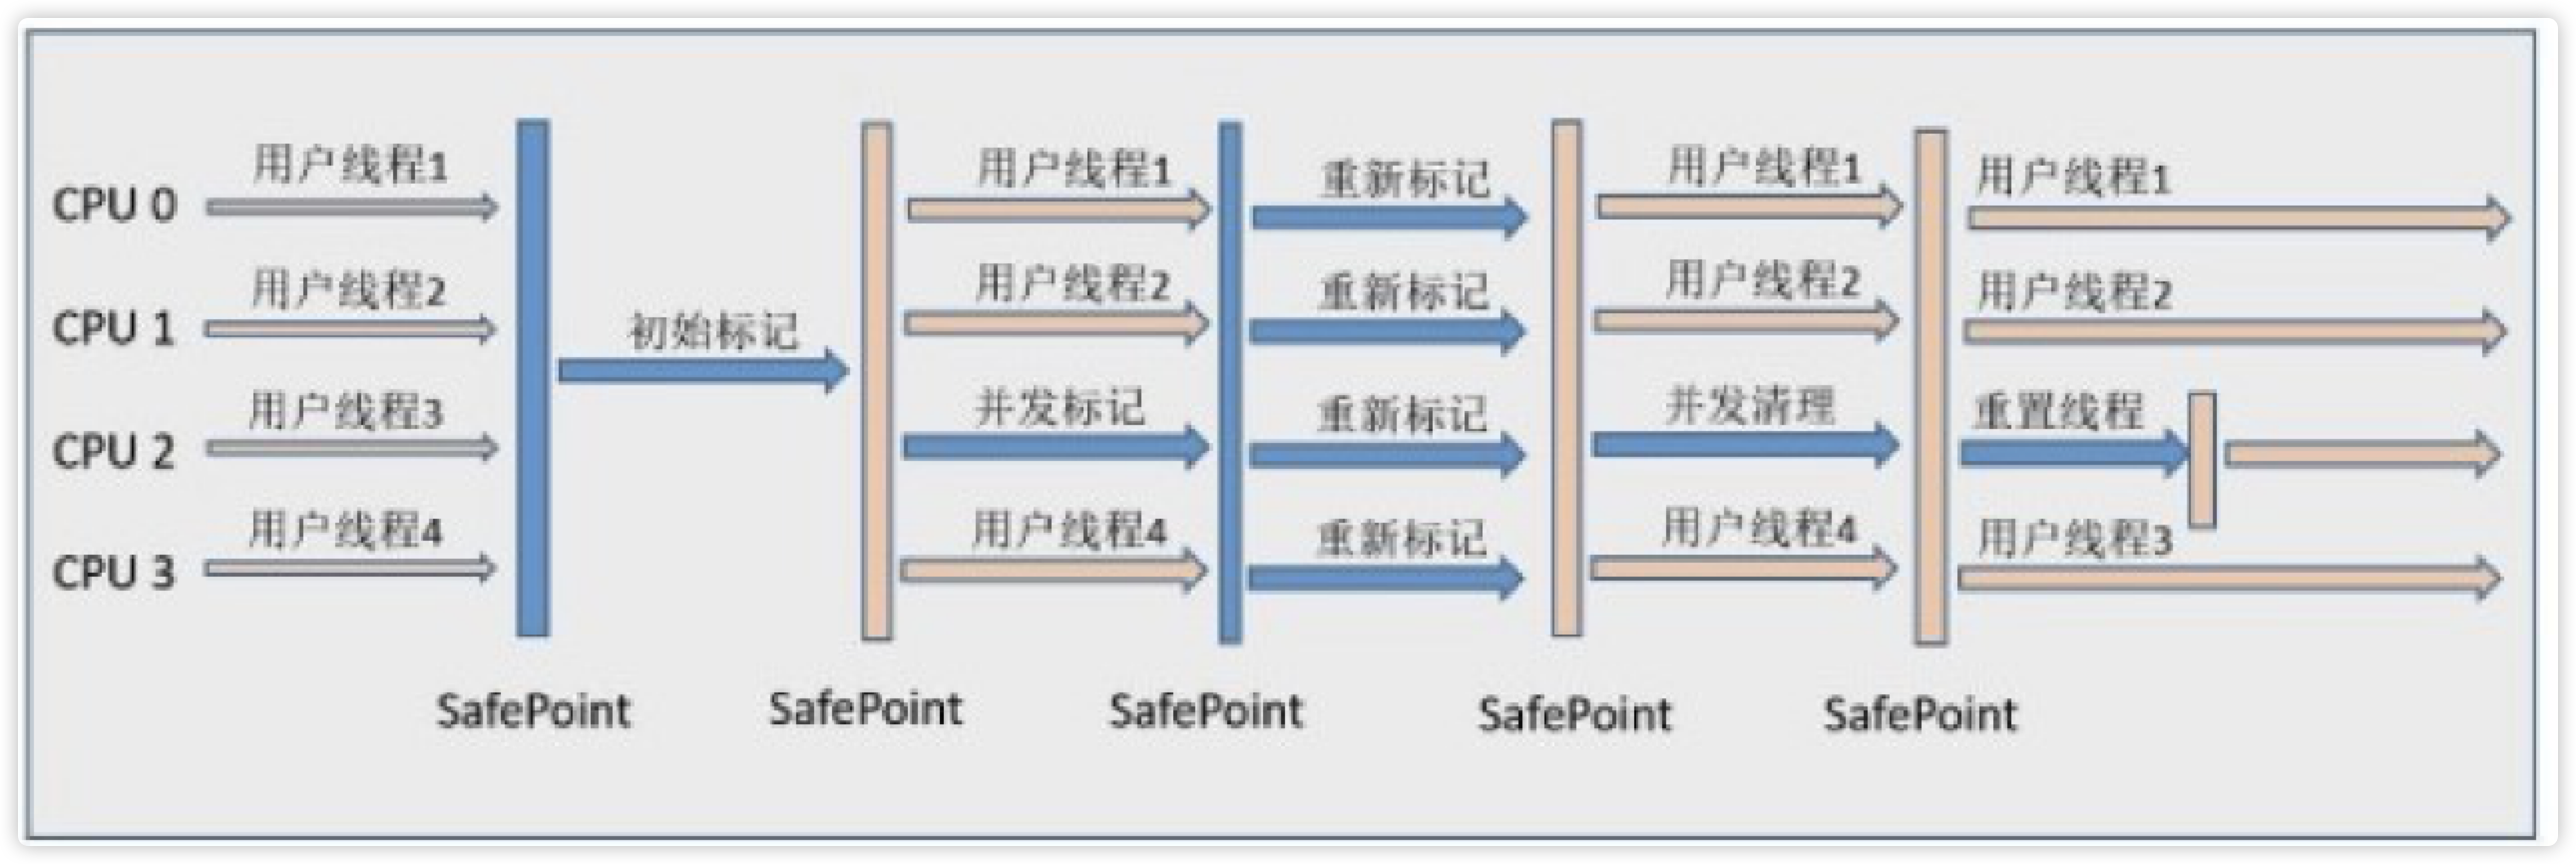 用户线程1
用户线程1
重新标记
用户线程1
用户线程1
CPU 0
用户线程2
用户线程2
重新标记
用户线程2
用户线程2
CPU 1
初始标记
用户线程3
并发标记
重新标记
并发清理
重置线程
CPU 2
用户线程4
用户线程4
重新标记
用户线程4
用户线程3
CPU 3
SafePoint
SafePoint
SafePoint
SafePoint
SafePoint